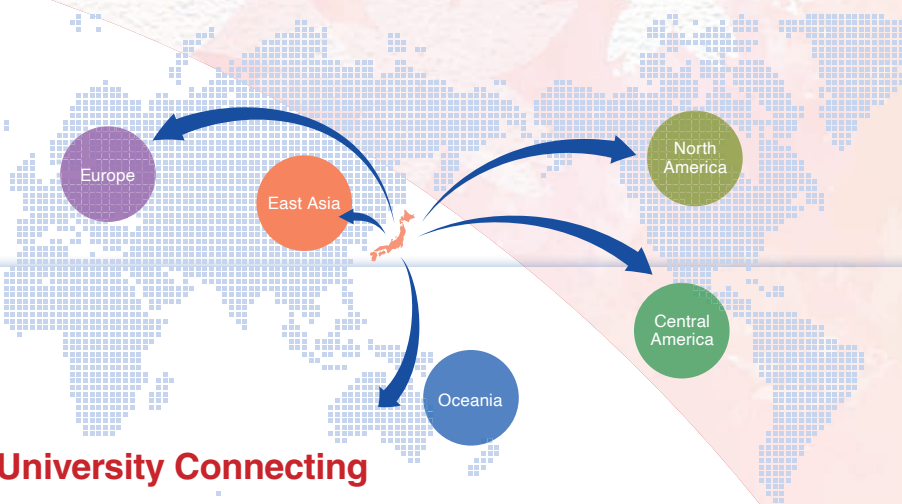 Europe
East Asia
North
America
Central
America
Oceania
University Connecting